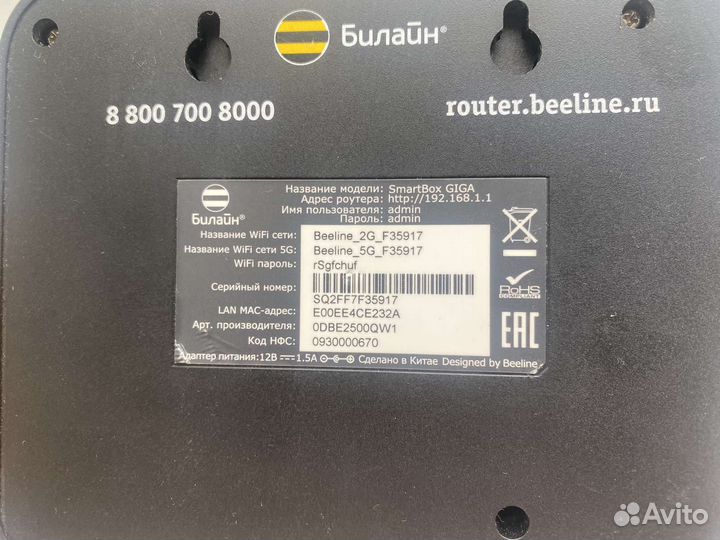 Билайн®
8 800 700 8000
router.beeline.ru
Билайн®
Название модели: SmartBox GIGA
Адрес роутера: http://192.168.1.1
Имя пользователя: admin
Пароль: admin
Название WiFi сети: Beeline_2G_F35917
Название WiFi сети 5G: Beeline_5G_F35917
WiFi пароль: rSgfchuf
Серийный номер:
SQ2FF7F35917
LAN MAC-адрес: E00EE4CE232A
Арт. производителя: 0DBE2500QW1
Код НФС: 0930000670
Адаптер питания:12В 1.5А Сделано в Китае Designed by Beeline
RoHS
COMPLIANT
EAC
Avito